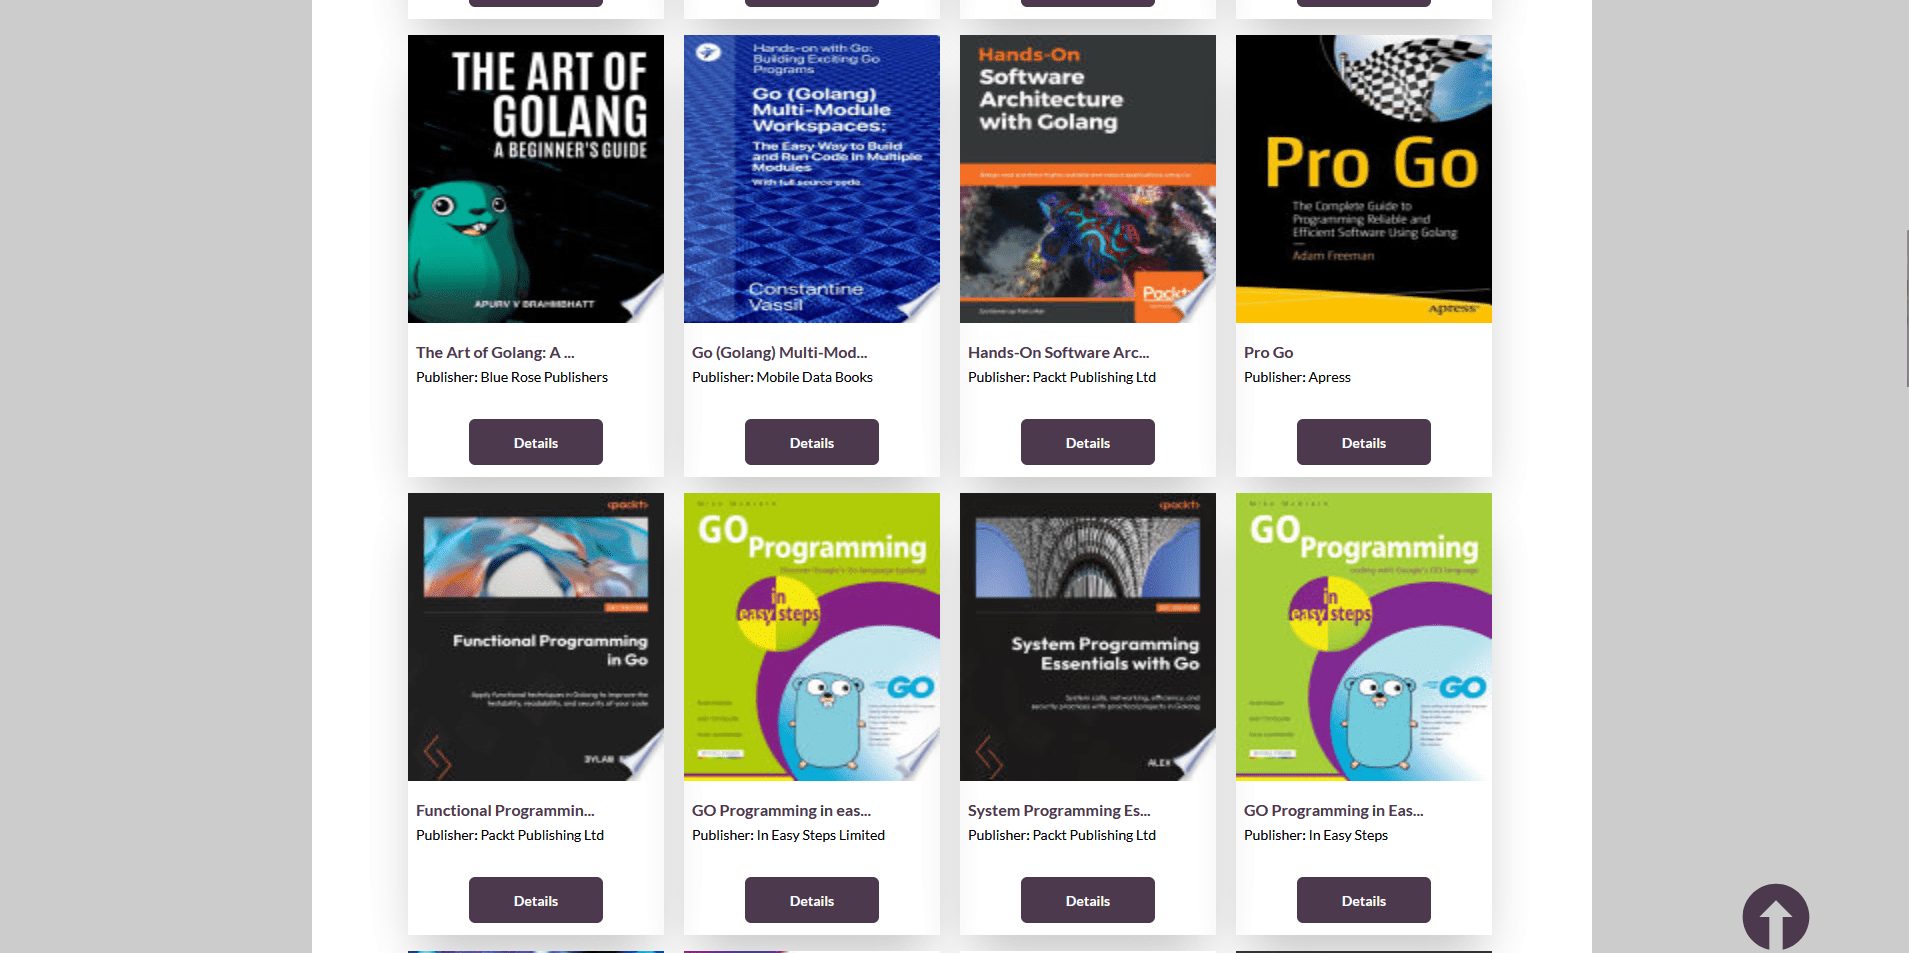 THE ART OF
GOLANG
A BEGINNER'S GUIDE
APURV V BRAHMBHATT
Hands-on with Go:
Building Exciting Go
Programs
Go (Golang)
Multi-Module
Workspaces:
The Easy Way to Build
and Run Code in Multiple
Modules
With full source code.
Constantine
Vassil
Hands-On
Software
Architecture
with Golang
Packt
Pro Go
The Complete Guide to
Programming Reliable and
Efficient Software Using Golang
Adam Freeman
Apress
The Art of Golang: A ...
Publisher: Blue Rose Publishers
Details
Go (Golang) Multi-Mod...
Publisher: Mobile Data Books
Details
Hands-On Software Arc...
Publisher: Packt Publishing Ltd
Details
Pro Go
Publisher: Apress
Details
<packt>
Functional Programming
in Go
Apply functional techniques in Golang to improve the
testability, readability, and security of your code
DYLAN
GO
Programming
in
easy steps
GO
<packt>
System Programming
Essentials with Go
System calls, networking, efficiency, and
security practices with practical projects in Golang
ALEX
GO
Programming
in
easy steps
GO
Functional Programmin...
Publisher: Packt Publishing Ltd
Details
GO Programming in eas...
Publisher: In Easy Steps Limited
Details
System Programming Es...
Publisher: Packt Publishing Ltd
Details
GO Programming in Eas...
Publisher: In Easy Steps
Details